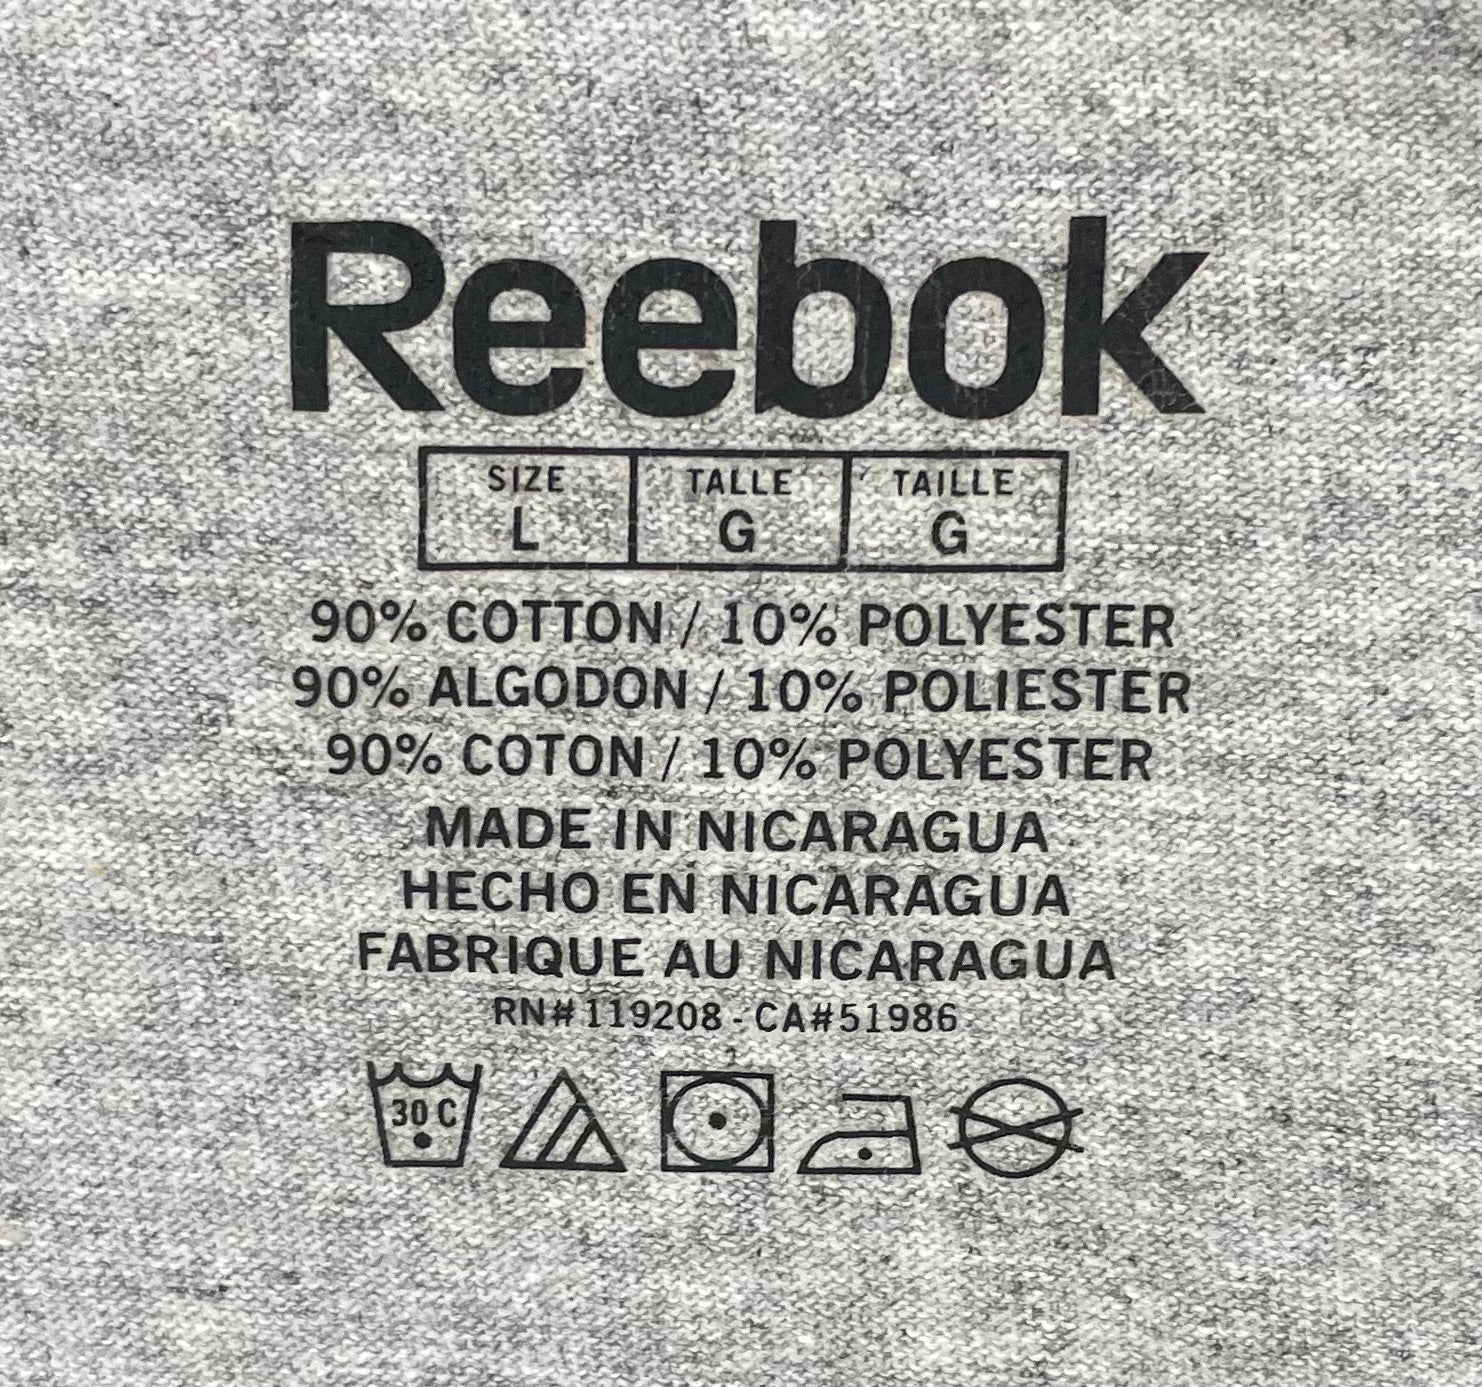 Reebok
SIZE TALLE TAILLE
L G G
90% COTTON / 10% POLYESTER
90% ALGODON / 10% POLIESTER
90% COTON / 10% POLYESTER
MADE IN NICARAGUA
HECHO EN NICARAGUA
FABRIQUE AU NICARAGUA
RN# 119208 - CA#51986
30 C